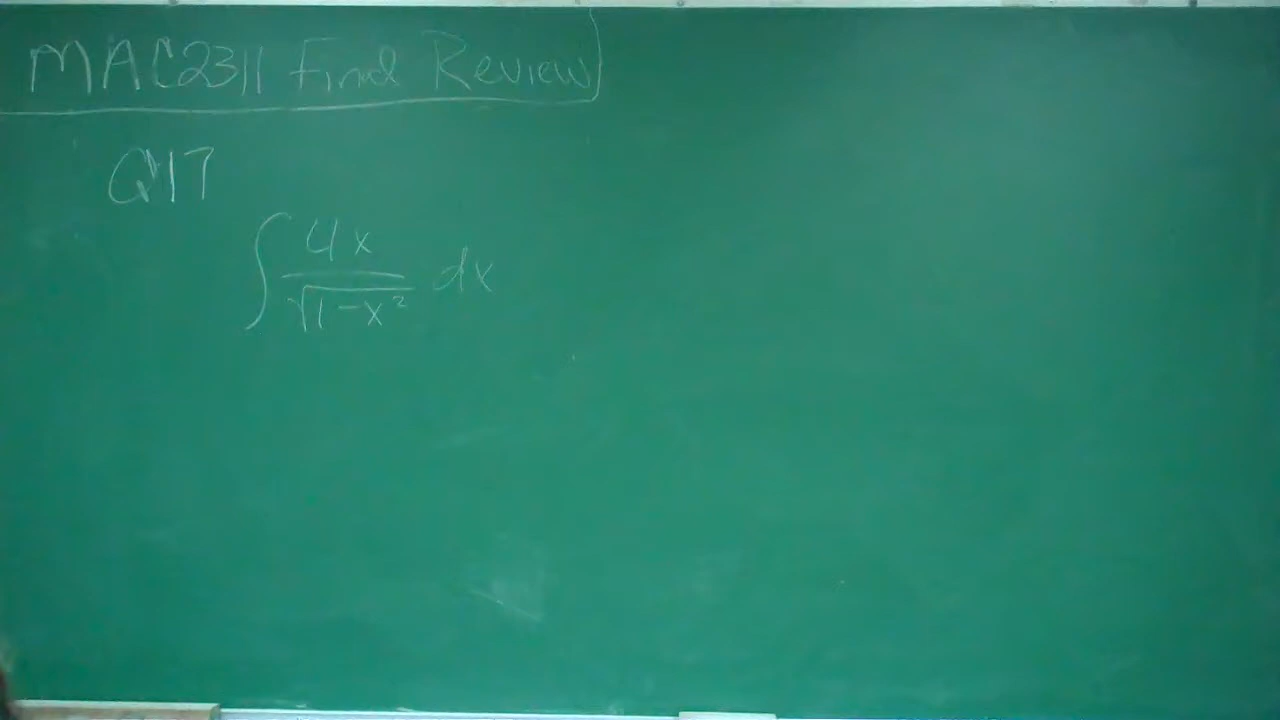 MAC2311 Final Review
Q17
∫ 4x / √(1-x²) dx